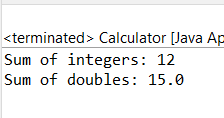 <terminated> Calculator [Java Ap
Sum of integers: 12
Sum of doubles: 15.0